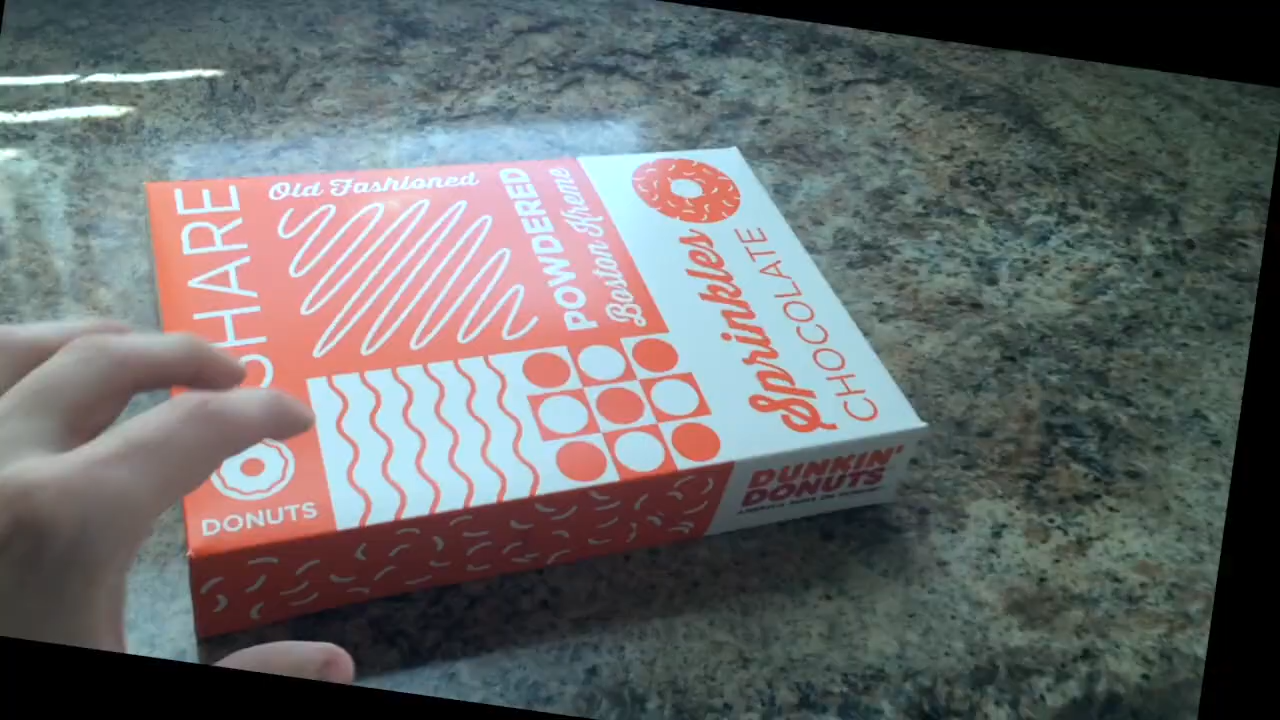 SHARE
Old Fashioned
POWDERED
Boston Kreme
Sprinkles
CHOCOLATE
DONUTS
DUNKIN'
DONUTS